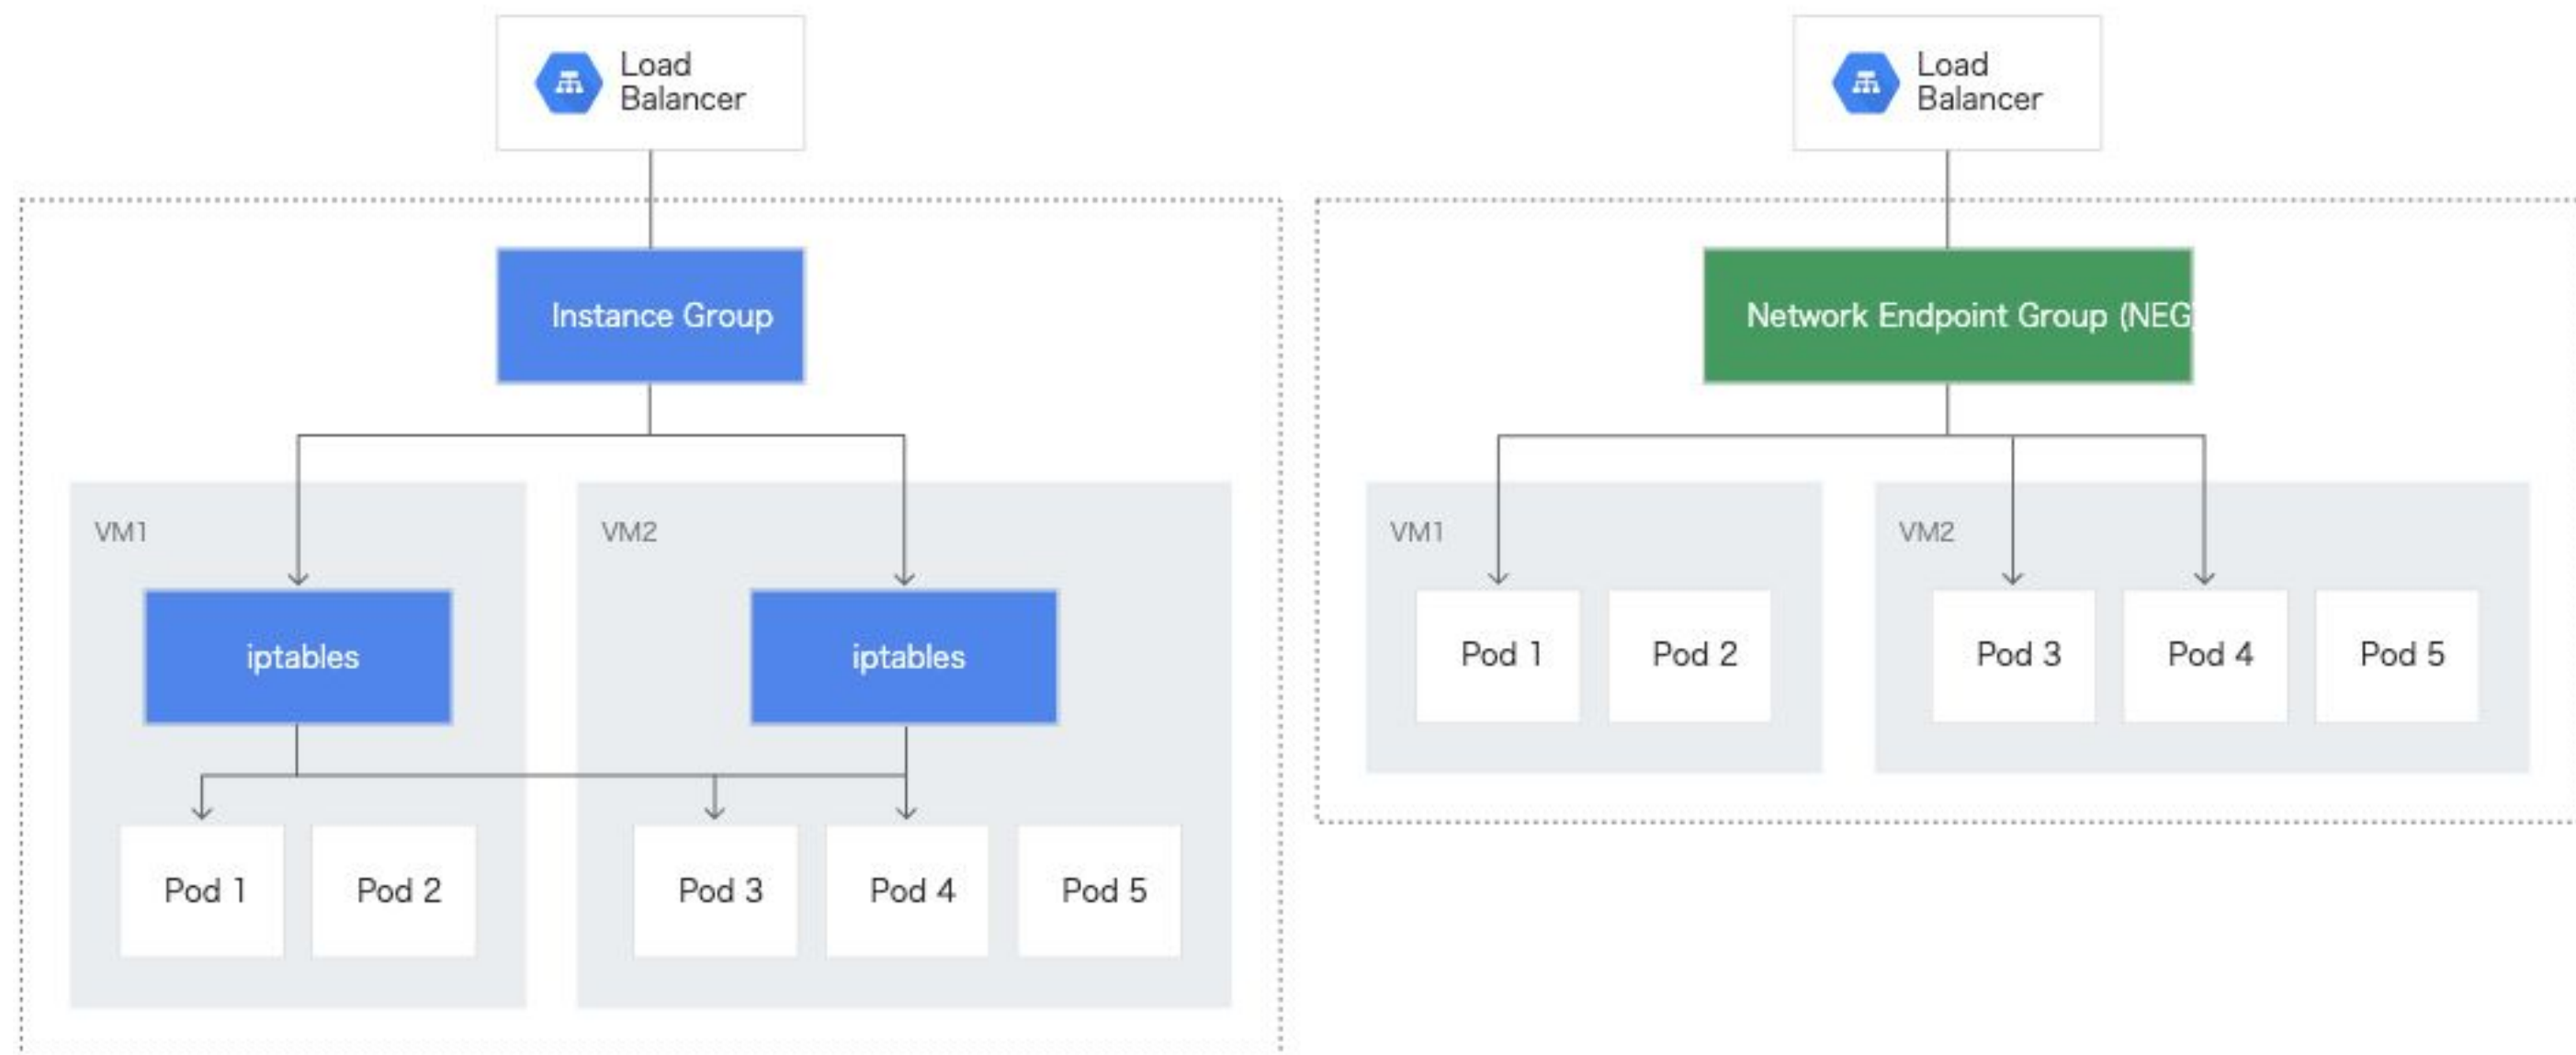 Load
Balancer
Instance Group
VM1
VM2
iptables
iptables
Pod 1
Pod 2
Pod 3
Pod 4
Pod 5
Load
Balancer
Network Endpoint Group (NEG
VM1
VM2
Pod 1
Pod 2
Pod 3
Pod 4
Pod 5